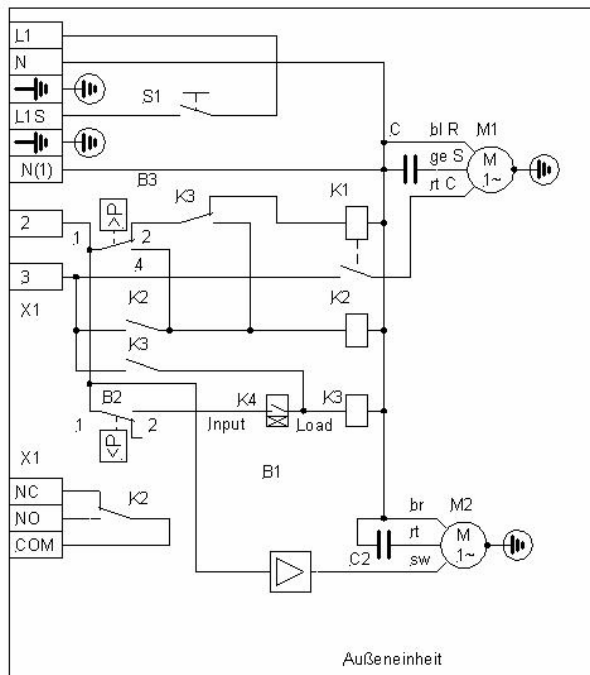 L1
N
S1
L1S
C bl R M1
N(1)
ge S
M
1~
rt C
B3
K3 K1
2
>P
1 2
4
3
K2 K2
X1
K3
B2 K4 K3
1 2 Input Load
<P
X1
B1
NC
K2
NO
COM
br M2
rt
M
1~
C2 sw
Außeneinheit